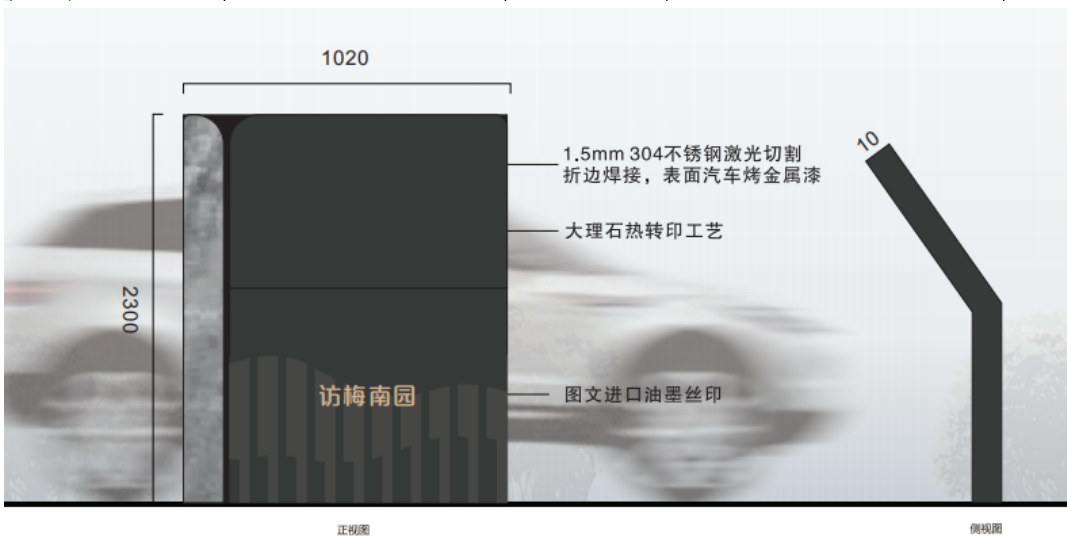 1020
1.5mm 304不锈钢激光切割
折边焊接，表面汽车烤金属漆
10
大理石热转印工艺
2300
访梅南园
图文进口油墨丝印
正视图
侧视图